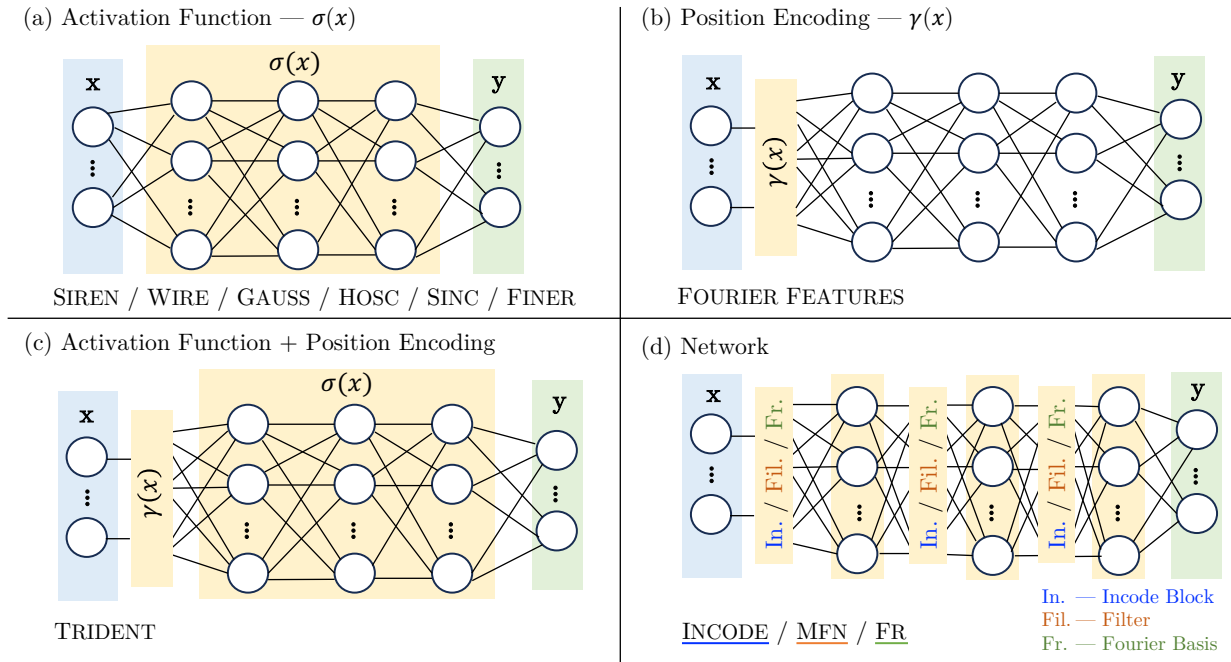 (a) Activation Function — σ(x)
x
σ(x)
y
SIREN / WIRE / GAUSS / HOSC / SINC / FINER
(b) Position Encoding — γ(x)
x
γ(x)
y
FOURIER FEATURES
(c) Activation Function + Position Encoding
x
γ(x)
σ(x)
y
TRIDENT
(d) Network
x
In. / Fil. / Fr.
In. / Fil. / Fr.
In. / Fil. / Fr.
y
INCODE / MFN / FR
In. — Incode Block
Fil. — Filter
Fr. — Fourier Basis